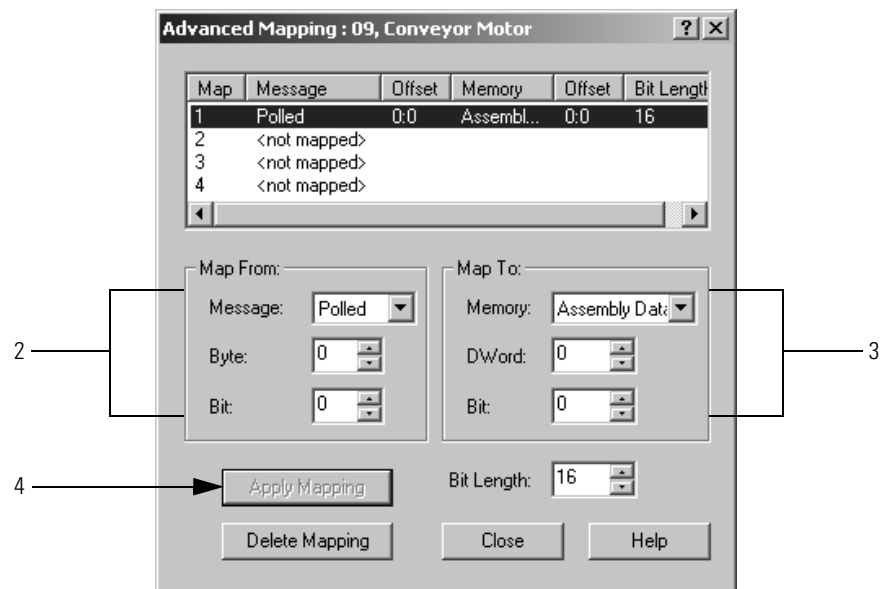 Advanced Mapping : 09, Conveyor Motor
Map Message Offset Memory Offset Bit Length
1 Polled 0:0 Assembl... 0:0 16
2 <not mapped>
3 <not mapped>
4 <not mapped>
Map From: Map To:
Message: Polled Memory: Assembly Data
2 Byte: 0 DWord: 0 3
Bit: 0 Bit: 0
4 Apply Mapping Bit Length: 16
Delete Mapping Close Help